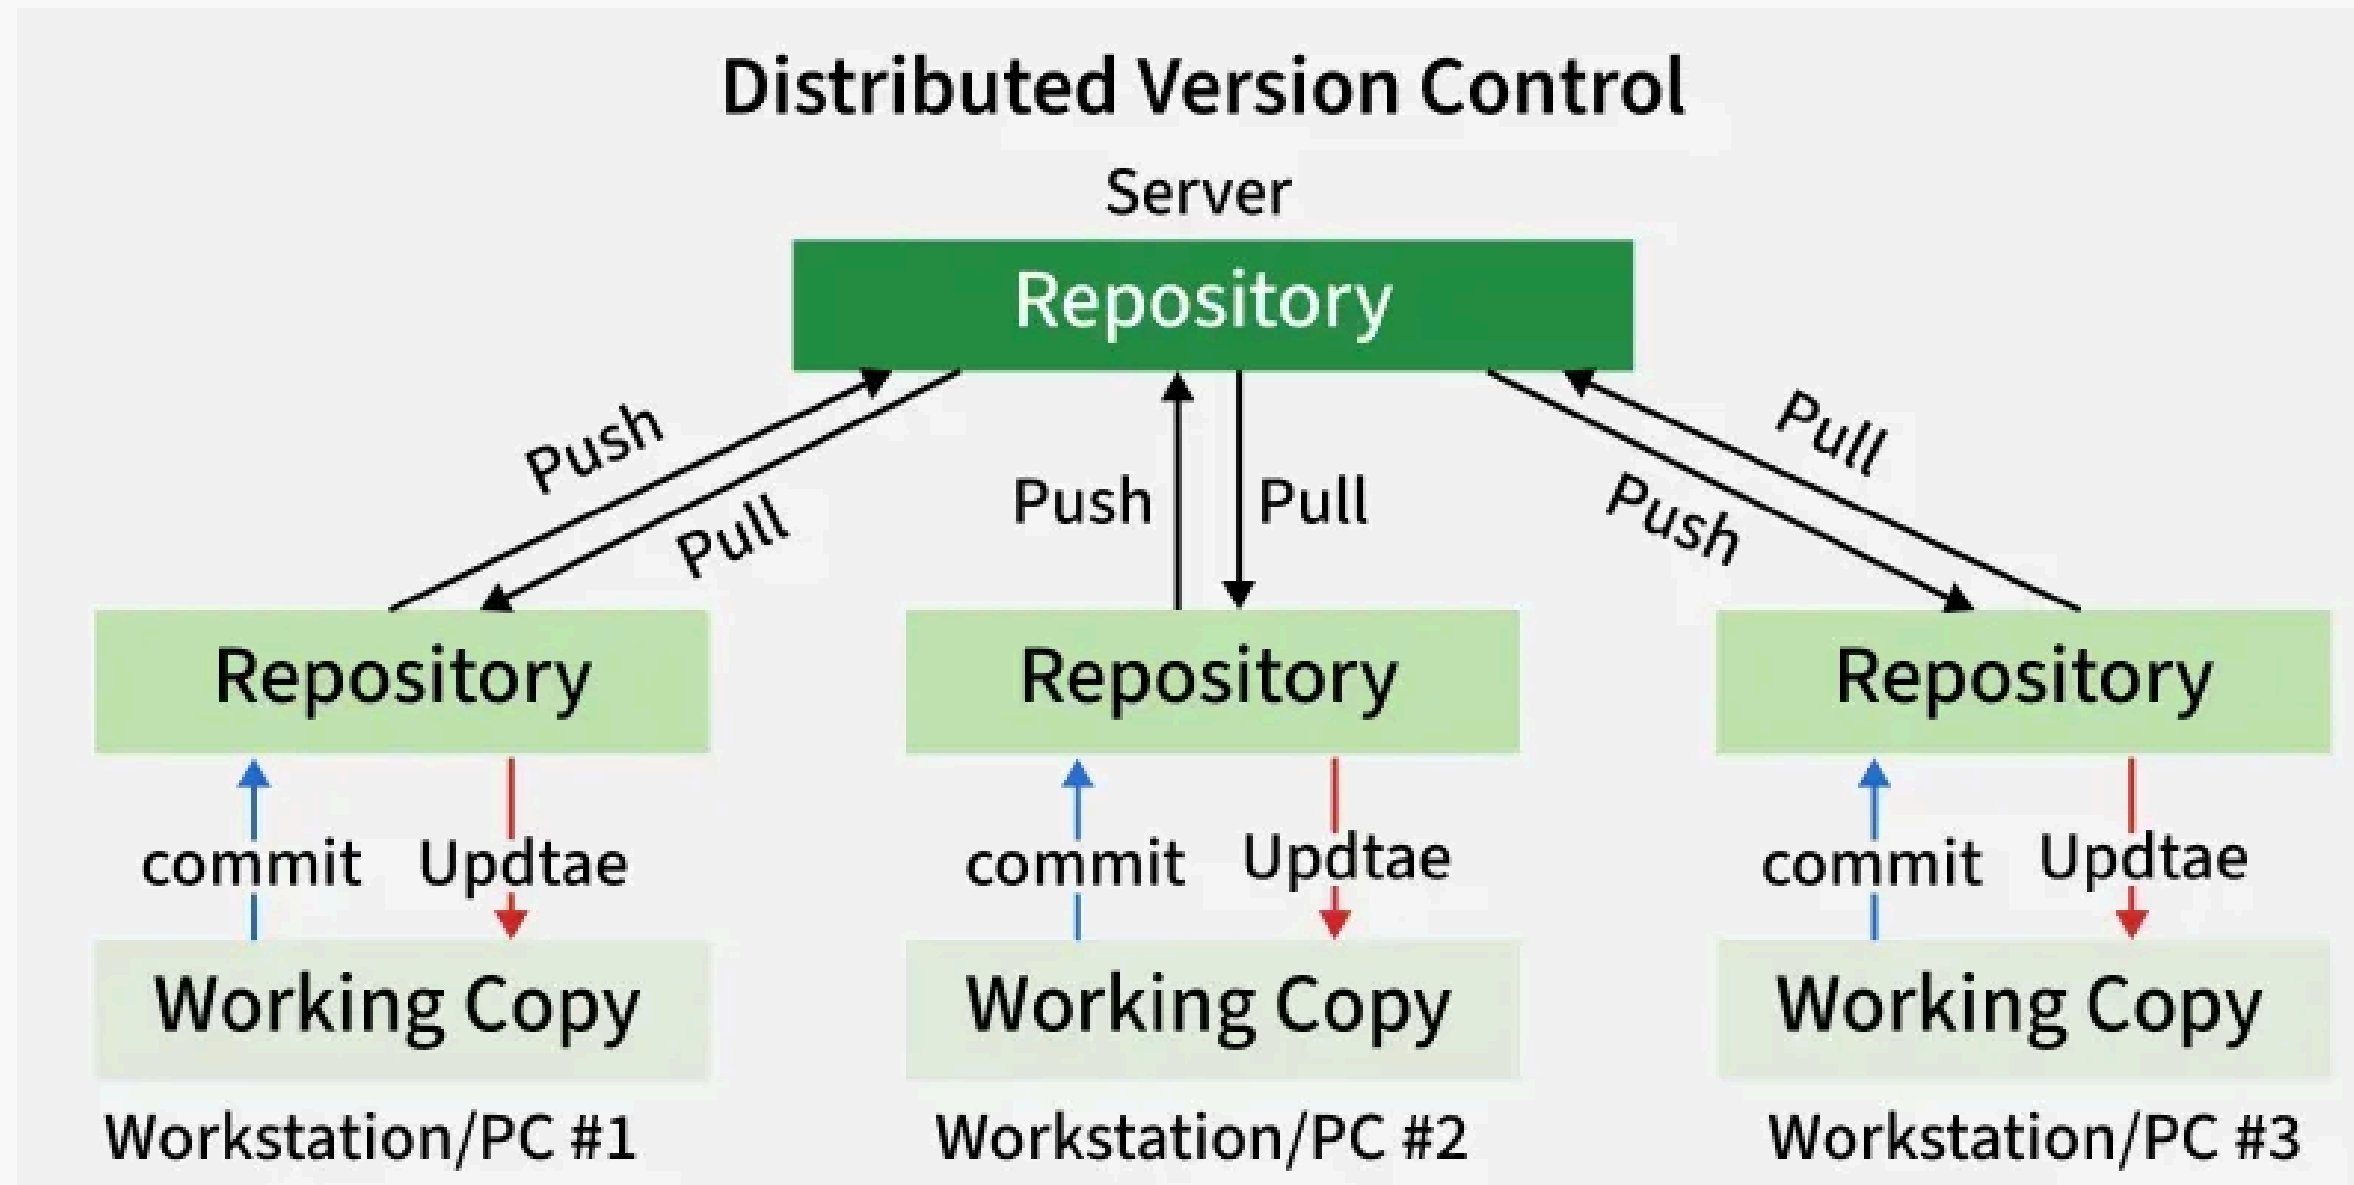 Distributed Version Control
Server
Repository
Push
Pull
Push Pull
Push
Pull
Repository Repository Repository
commit Updtae commit Updtae commit Updtae
Working Copy Working Copy Working Copy
Workstation/PC #1 Workstation/PC #2 Workstation/PC #3